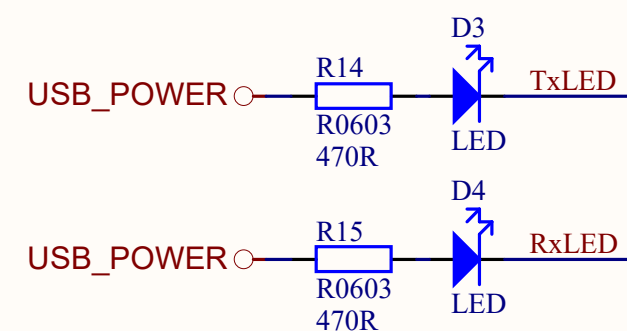 D3
R14
USB_POWER
TxLED
R0603
LED
470R
D4
R15
USB_POWER
RxLED
R0603
LED
470R